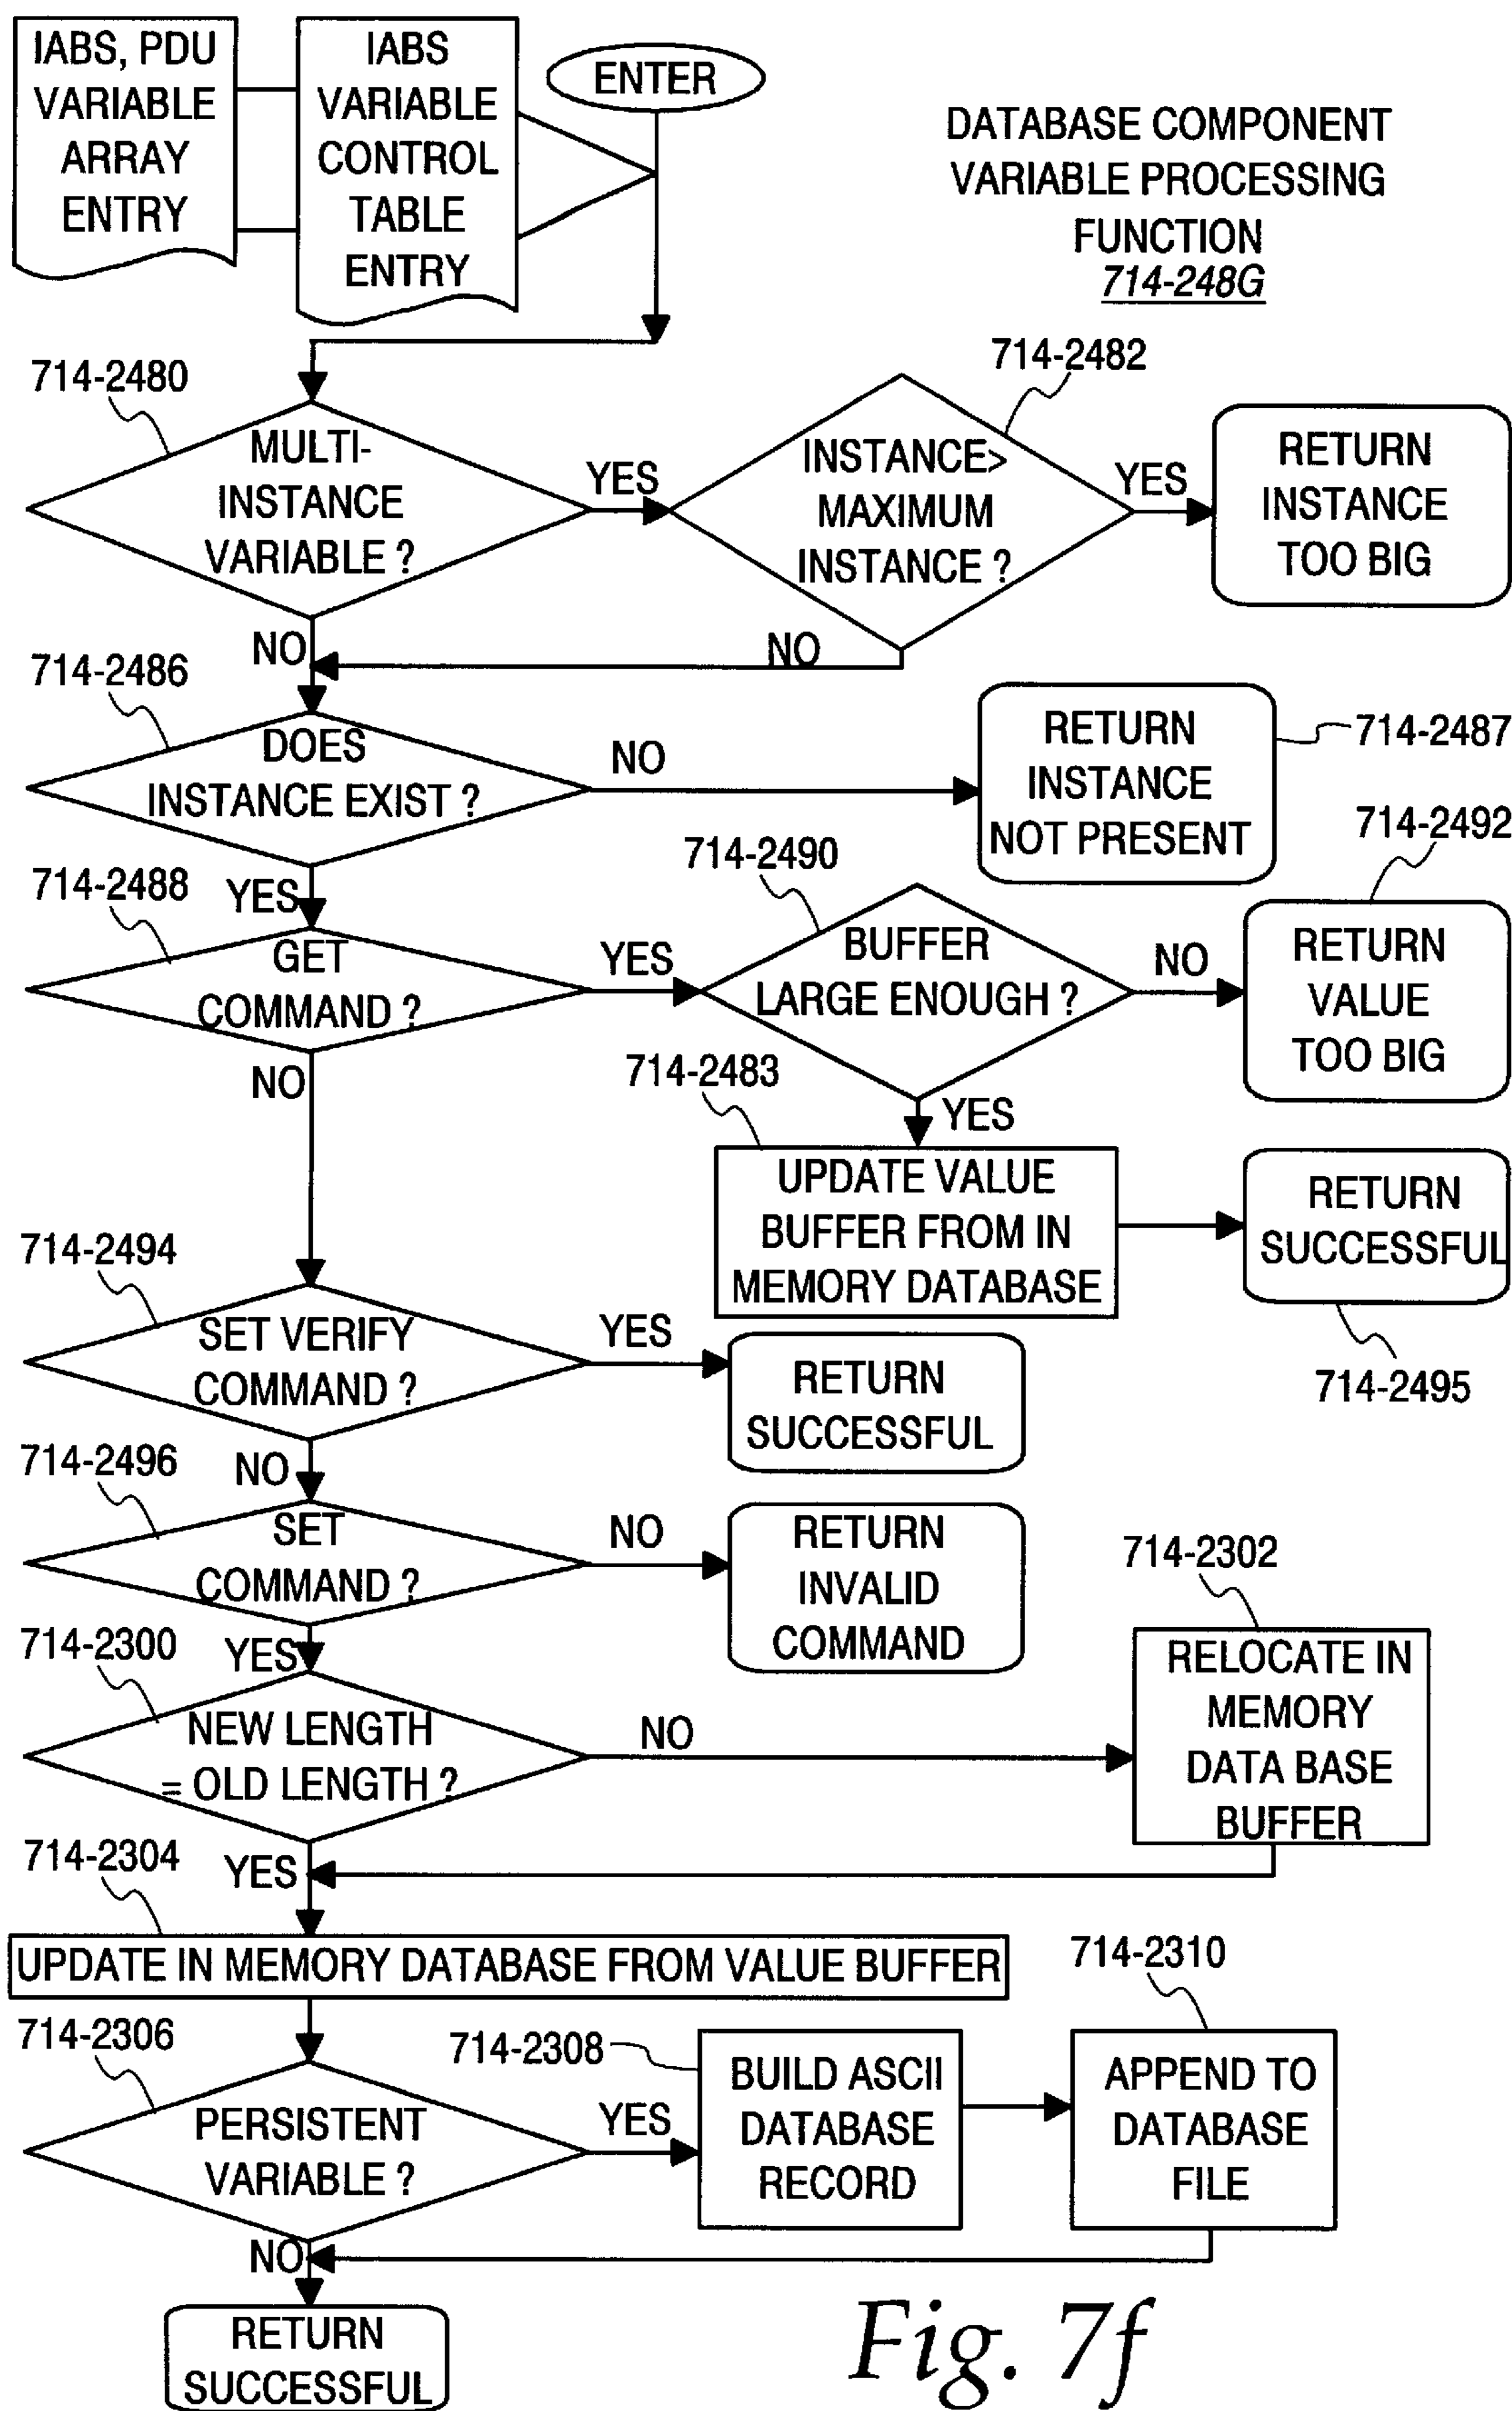 IABS, PDU
VARIABLE
ARRAY
ENTRY
IABS
VARIABLE
CONTROL
TABLE
ENTRY
ENTER
DATABASE COMPONENT
VARIABLE PROCESSING
FUNCTION
714-248G
714-2480
MULTI-
INSTANCE
VARIABLE ?
YES
NO
714-2482
INSTANCE>
MAXIMUM
INSTANCE ?
YES
NO
RETURN
INSTANCE
TOO BIG
714-2486
DOES
INSTANCE EXIST ?
NO
YES
RETURN
INSTANCE
NOT PRESENT
714-2487
714-2488
GET
COMMAND ?
YES
NO
714-2490
BUFFER
LARGE ENOUGH ?
NO
YES
714-2492
RETURN
VALUE
TOO BIG
714-2483
UPDATE VALUE
BUFFER FROM IN
MEMORY DATABASE
RETURN
SUCCESSFUL
714-2495
714-2494
SET VERIFY
COMMAND ?
YES
NO
RETURN
SUCCESSFUL
714-2496
SET
COMMAND ?
NO
YES
RETURN
INVALID
COMMAND
714-2300
NEW LENGTH
= OLD LENGTH ?
NO
YES
714-2302
RELOCATE IN
MEMORY
DATA BASE
BUFFER
714-2304
UPDATE IN MEMORY DATABASE FROM VALUE BUFFER
714-2306
PERSISTENT
VARIABLE ?
YES
NO
714-2308
BUILD ASCII
DATABASE
RECORD
714-2310
APPEND TO
DATABASE
FILE
RETURN
SUCCESSFUL
Fig. 7f